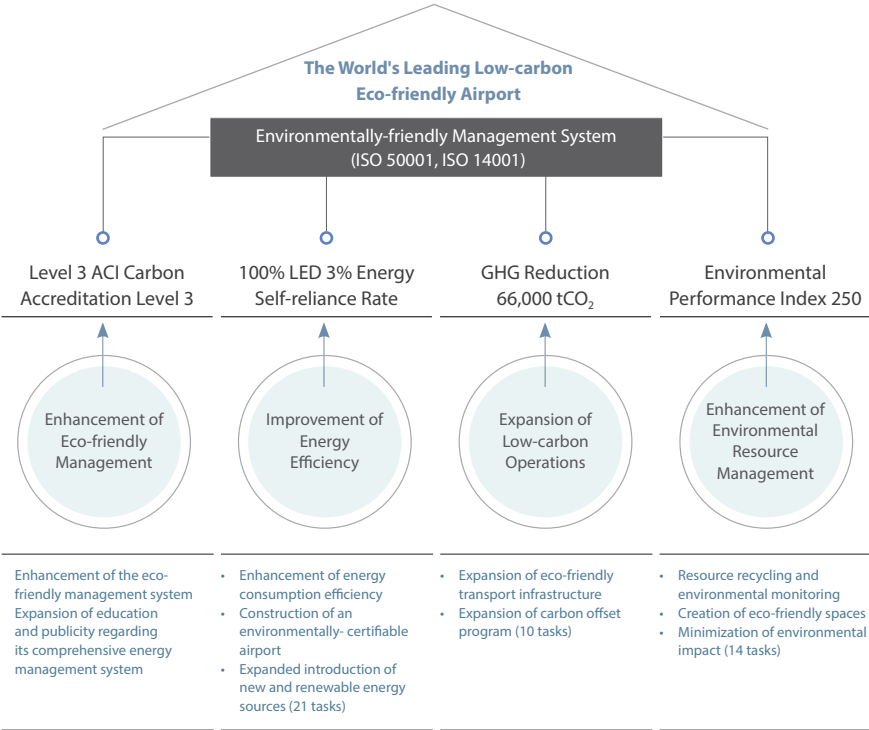 The World's Leading Low-carbon
Eco-friendly Airport
Environmentally-friendly Management System
(ISO 50001, ISO 14001)
Level 3 ACI Carbon
Accreditation Level 3
100% LED 3% Energy
Self-reliance Rate
GHG Reduction
66,000 tCO₂
Environmental
Performance Index 250
Enhancement of
Eco-friendly
Management
Improvement of
Energy
Efficiency
Expansion of
Low-carbon
Operations
Enhancement of
Environmental
Resource
Management
Enhancement of the eco-
friendly management system
Expansion of education
and publicity regarding
its comprehensive energy
management system
• Enhancement of energy
consumption efficiency
• Construction of an
environmentally- certifiable
airport
• Expanded introduction of
new and renewable energy
sources (21 tasks)
• Expansion of eco-friendly
transport infrastructure
• Expansion of carbon offset
program (10 tasks)
• Resource recycling and
environmental monitoring
• Creation of eco-friendly spaces
• Minimization of environmental
impact (14 tasks)